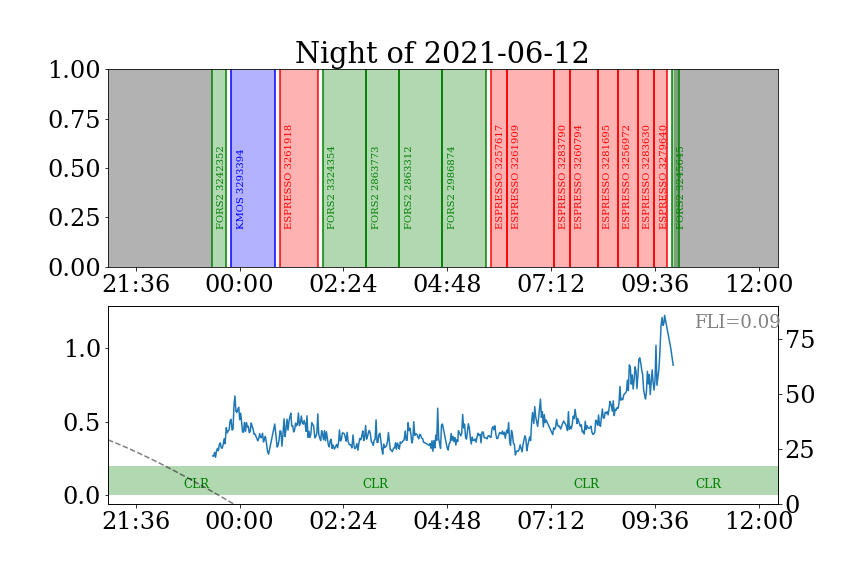 Night of 2021-06-12
1.00
0.75
0.50
0.25
0.00
FORS2 3242352
KMOS 3293394
ESPRESSO 3261918
FORS2 3324354
FORS2 2863773
FORS2 2863312
FORS2 2986874
ESPRESSO 3257617
ESPRESSO 3261909
ESPRESSO 3283790
ESPRESSO 3260794
ESPRESSO 3281695
ESPRESSO 3256972
ESPRESSO 3283630
ESPRESSO 3279640
FORS2 3245645
21:36 00:00 02:24 04:48 07:12 09:36 12:00
FLI=0.09
1.0
0.5
0.0
75
50
25
0
CLR CLR CLR CLR
21:36 00:00 02:24 04:48 07:12 09:36 12:00